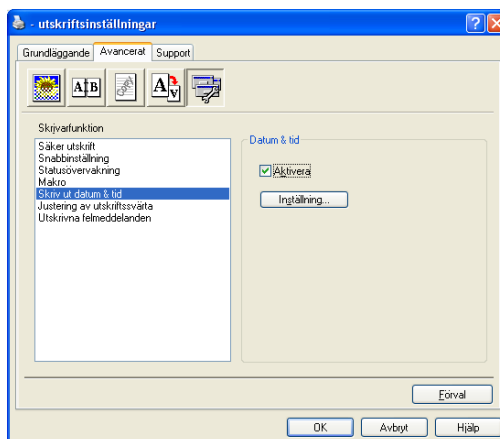 - utskriftsinställningar
Grundläggande
Avancerat
Support
Skrivarfunktion
Säker utskrift
Snabbinställning
Statusövervakning
Makro
Skriv ut datum & tid
Justering av utskriftssvärta
Utskrivna felmeddelanden
Datum & tid
Aktivera
Inställning...
Förval
OK
Avbryt
Hjälp